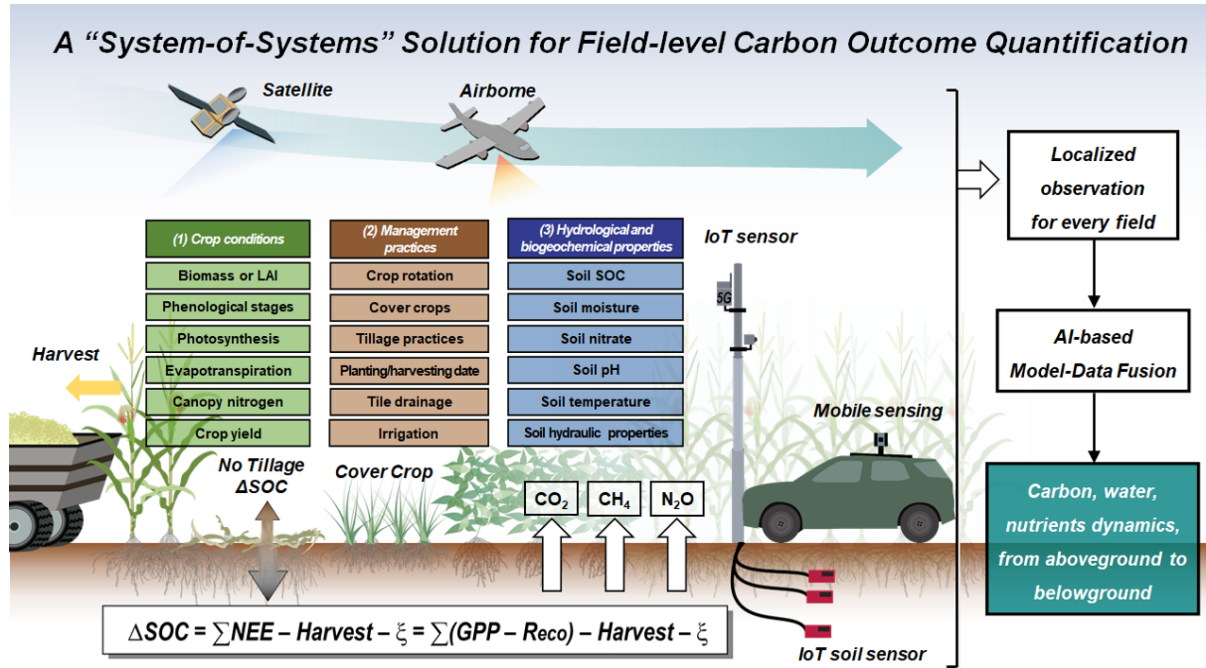 A “System-of-Systems” Solution for Field-level Carbon Outcome Quantification
Satellite
Airborne
(1) Crop conditions
Biomass or LAI
Phenological stages
Photosynthesis
Evapotranspiration
Canopy nitrogen
Crop yield
(2) Management
practices
Crop rotation
Cover crops
Tillage practices
Planting/harvesting date
Tile drainage
Irrigation
(3) Hydrological and
biogeochemical properties
Soil SOC
Soil moisture
Soil nitrate
Soil pH
Soil temperature
Soil hydraulic properties
IoT sensor
5G
Harvest
Mobile sensing
No Tillage
ΔSOC
Cover Crop
CO₂
CH₄
N₂O
ΔSOC = ∑NEE – Harvest – ξ = ∑(GPP – Reco) – Harvest – ξ
IoT soil sensor
Localized
observation
for every field
AI-based
Model-Data Fusion
Carbon, water,
nutrients dynamics,
from aboveground to
belowground